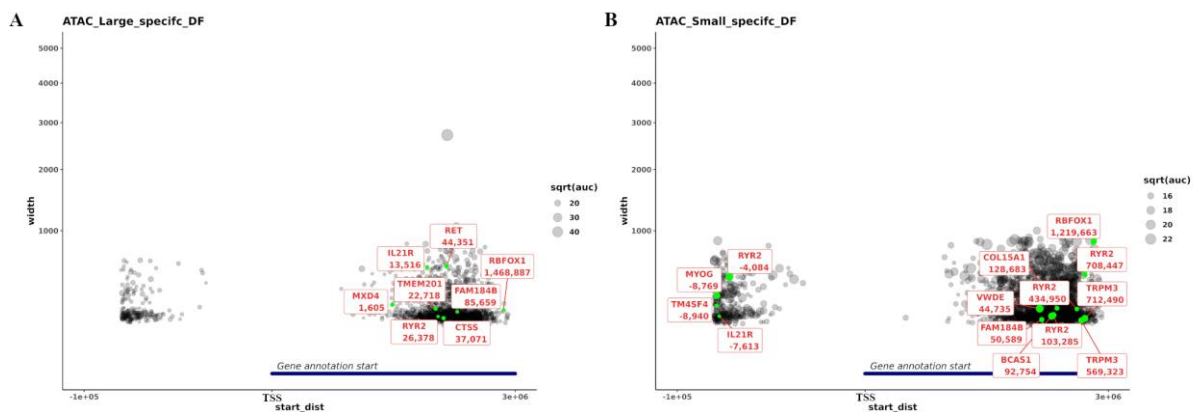 A
ATAC_Large_specifc_DF
5000
4000
3000
2000
1000
width
RET
44,351
IL21R
13,516
RBFOX1
1,468,887
TMEM201
22,718
FAM184B
85,659
MXD4
1,605
RYR2
26,378
CTSS
37,071
Gene annotation start
-1e+05
TSS
3e+06
start_dist
sqrt(auc)
20
30
40
B
ATAC_Small_specifc_DF
5000
4000
3000
2000
1000
width
RBFOX1
1,219,663
RYR2
-4,084
COL15A1
128,683
RYR2
708,447
MYOG
-8,769
RYR2
434,950
TRPM3
712,490
VWDE
44,735
TM4SF4
-8,940
IL21R
-7,613
FAM184B
50,589
RYR2
103,285
BCAS1
92,754
TRPM3
569,323
Gene annotation start
-1e+05
TSS
3e+06
start_dist
sqrt(auc)
16
18
20
22